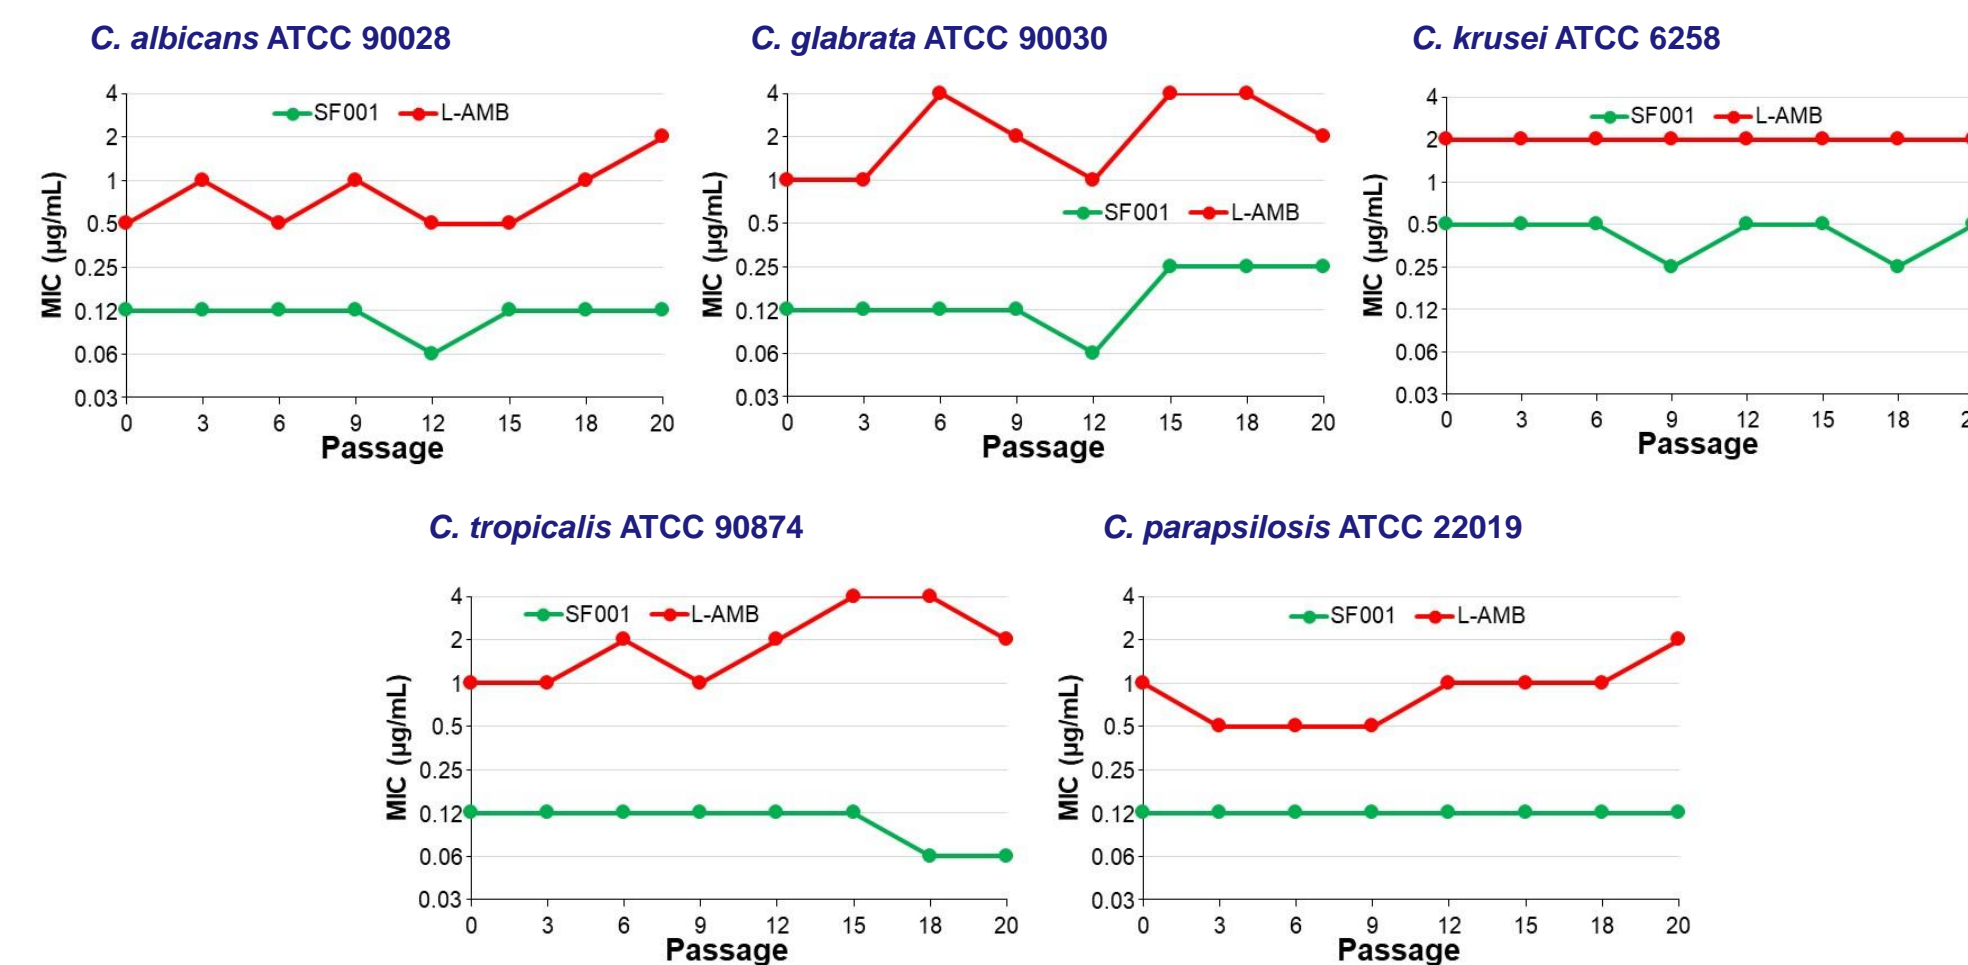 C. albicans ATCC 90028
4
2
1
0.5
0.25
0.12
0.06
0.03
MIC (µg/mL)
SF001 L-AMB
0 3 6 9 12 15 18 20
Passage
C. glabrata ATCC 90030
4
2
1
0.5
0.25
0.12
0.06
0.03
MIC (µg/mL)
SF001 L-AMB
0 3 6 9 12 15 18 20
Passage
C. krusei ATCC 6258
4
2
1
0.5
0.25
0.12
0.06
0.03
MIC (µg/mL)
SF001 L-AMB
0 3 6 9 12 15 18
Passage
C. tropicalis ATCC 90874
4
2
1
0.5
0.25
0.12
0.06
0.03
MIC (µg/mL)
SF001 L-AMB
0 3 6 9 12 15 18 20
Passage
C. parapsilosis ATCC 22019
4
2
1
0.5
0.25
0.12
0.06
0.03
MIC (µg/mL)
SF001 L-AMB
0 3 6 9 12 15 18 20
Passage